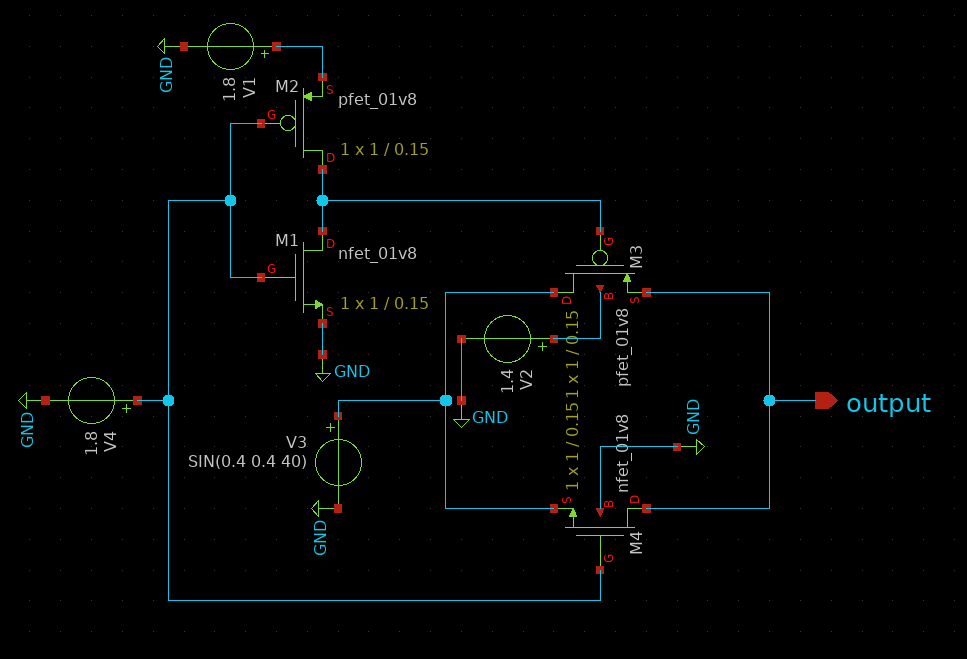 GND
1.8
V1
+
S
M2
pfet_01v8
G
1 x 1 / 0.15
D
M1
D
nfet_01v8
G
1 x 1 / 0.15
S
GND
G
M3
D
B
S
1 x 1 / 0.15
pfet_01v8
+
1.4
V2
GND
GND
1.8
V4
+
output
+
V3
SIN(0.4 0.4 40)
GND
GND
1 x 1 / 0.15
nfet_01v8
S
B
D
M4
G